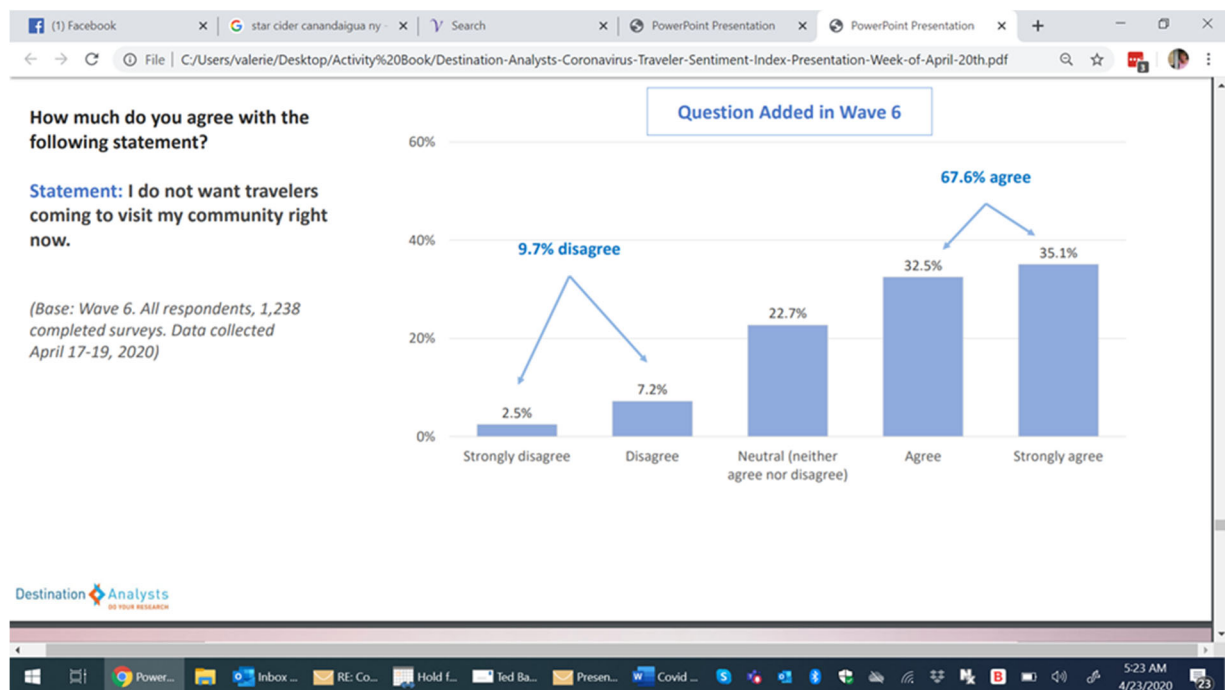 (1) Facebook
star cider canandaigua ny -
Search
PowerPoint Presentation
PowerPoint Presentation
File | C:/Users/valerie/Desktop/Activity%20Book/Destination-Analysts-Coronavirus-Traveler-Sentiment-Index-Presentation-Week-of-April-20th.pdf
3
How much do you agree with the
following statement?
Statement: I do not want travelers
coming to visit my community right
now.
(Base: Wave 6. All respondents, 1,238
completed surveys. Data collected
April 17-19, 2020)
Question Added in Wave 6
60%
40%
20%
0%
9.7% disagree
67.6% agree
2.5%
7.2%
22.7%
32.5%
35.1%
Strongly disagree
Disagree
Neutral (neither
agree nor disagree)
Agree
Strongly agree
Destination Analysts
DO YOUR RESEARCH
Power...
Inbox ...
RE: Co...
Hold f...
Ted Ba...
Presen...
Covid ...
5:23 AM
4/23/2020
23